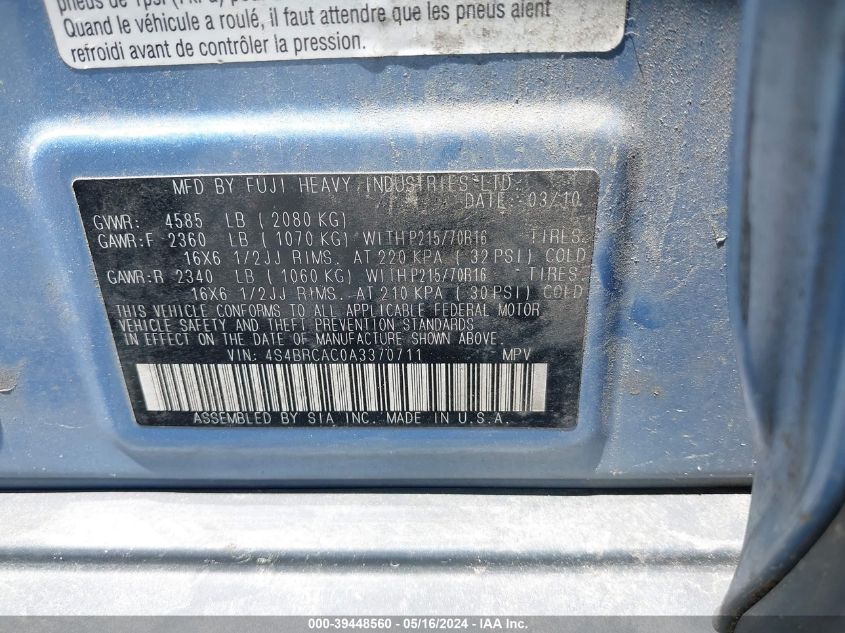 pneus de 1psi
Quand le véhicule a roulé, il faut attendre que les pneus aient
refroidi avant de contrôler la pression.
MFD BY FUJI HEAVY INDUSTRIES LTD.
DATE: 03/10
GVWR: 4585 LB ( 2080 KG)
GAWR:F 2360 LB ( 1070 KG) WITH P215/70R16 TIRES,
16X6 1/2JJ RIMS, AT 220 KPA ( 32 PSI) COLD
GAWR:R 2340 LB ( 1060 KG) WITH P215/70R16 TIRES,
16X6 1/2JJ RIMS, AT 210 KPA ( 30 PSI) COLD
THIS VEHICLE CONFORMS TO ALL APPLICABLE FEDERAL MOTOR
VEHICLE SAFETY AND THEFT PREVENTION STANDARDS
IN EFFECT ON THE DATE OF MANUFACTURE SHOWN ABOVE.
VIN: 4S4BRCAC0A3370711 MPV
ASSEMBLED BY SIA INC. MADE IN U.S.A.
000-39448560 - 05/16/2024 - IAA, Inc.